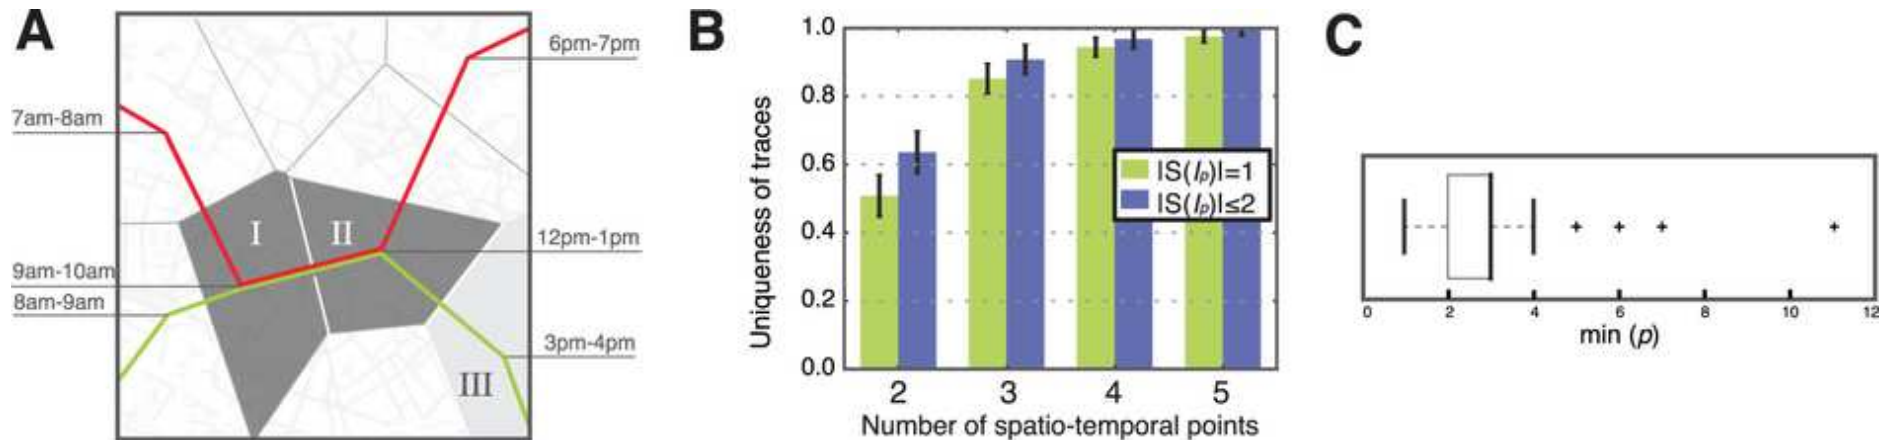 A
7am-8am
9am-10am
8am-9am
I
II
III
6pm-7pm
12pm-1pm
3pm-4pm
B
Uniqueness of traces
1.0
0.8
0.6
0.4
0.2
0.0
|S(Ip)|=1
|S(Ip)|≤2
2 3 4 5
Number of spatio-temporal points
C
0 2 4 6 8 10 12
min (p)